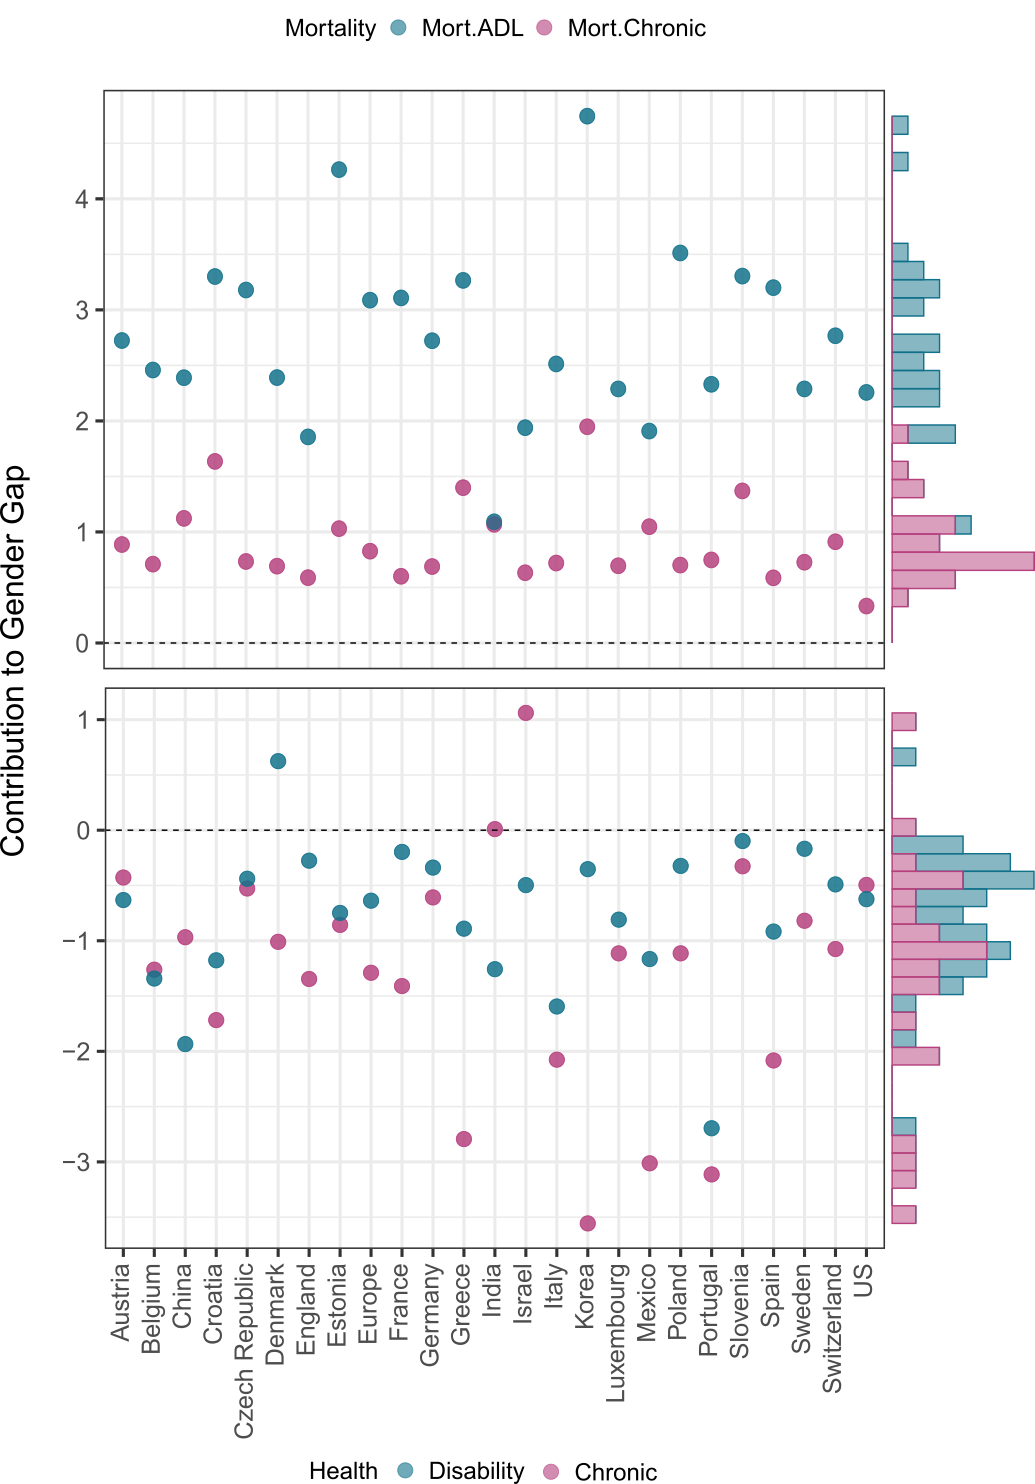 Mortality Mort.ADL Mort.Chronic
Contribution to Gender Gap
4
3
2
1
0
1
0
−1
−2
−3
Austria
Belgium
China
Croatia
Czech Republic
Denmark
England
Estonia
Europe
France
Germany
Greece
India
Israel
Italy
Korea
Luxembourg
Mexico
Poland
Portugal
Slovenia
Spain
Sweden
Switzerland
US
Health Disability Chronic